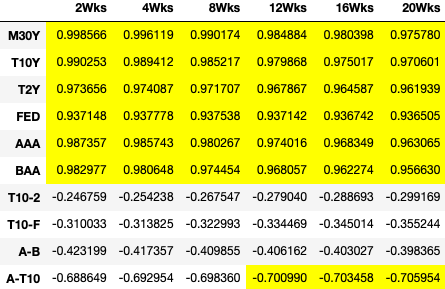 2Wks 4Wks 8Wks 12Wks 16Wks 20Wks
M30Y 0.998566 0.996119 0.990174 0.984884 0.980398 0.975780
T10Y 0.990253 0.989412 0.985217 0.979868 0.975017 0.970601
T2Y 0.973656 0.974087 0.971707 0.967867 0.964587 0.961939
FED 0.937148 0.937778 0.937538 0.937142 0.936742 0.936505
AAA 0.987357 0.985743 0.980267 0.974016 0.968349 0.963065
BAA 0.982977 0.980648 0.974454 0.968057 0.962274 0.956630
T10-2 -0.246759 -0.254238 -0.267547 -0.279040 -0.288693 -0.299169
T10-F -0.310033 -0.313825 -0.322993 -0.334469 -0.345014 -0.355244
A-B -0.423199 -0.417357 -0.409855 -0.406162 -0.403027 -0.398365
A-T10 -0.688649 -0.692954 -0.698360 -0.700990 -0.703458 -0.705954